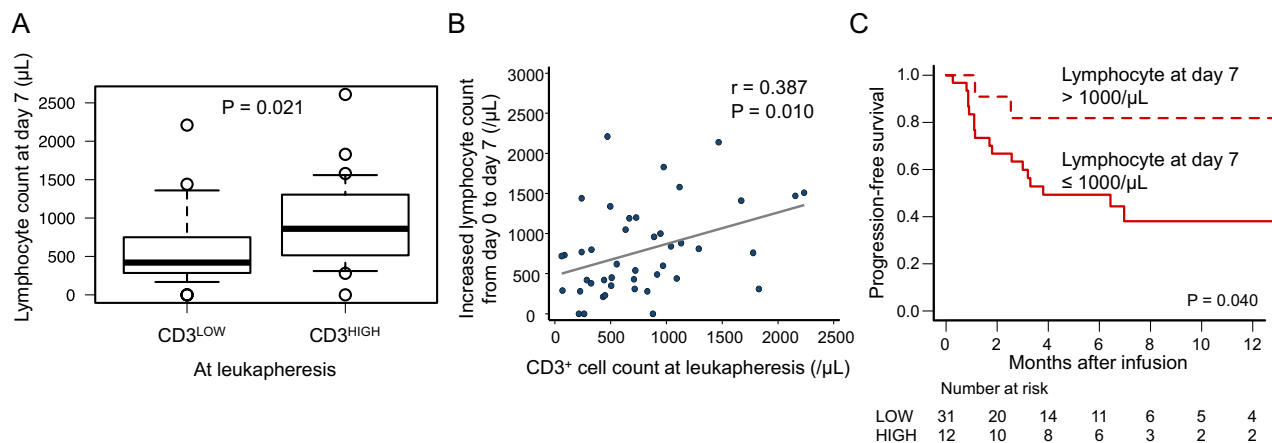 A
Lymphocyte count at day 7 (μL)
2500
2000
1500
1000
500
0
P = 0.021
CD3LOW
CD3HIGH
At leukapheresis
B
Increased lymphocyte count
from day 0 to day 7 (/μL)
3000
2500
2000
1500
1000
500
0
r = 0.387
P = 0.010
0
500
1000
1500
2000
2500
CD3+ cell count at leukapheresis (/μL)
C
Progression-free survival
1.0
0.8
0.6
0.4
0.2
0.0
Lymphocyte at day 7
> 1000/μL
Lymphocyte at day 7
≤ 1000/μL
P = 0.040
0 2 4 6 8 10 12
Months after infusion
Number at risk
LOW 31 20 14 11 6 5 4
HIGH 12 10 8 6 3 2 2